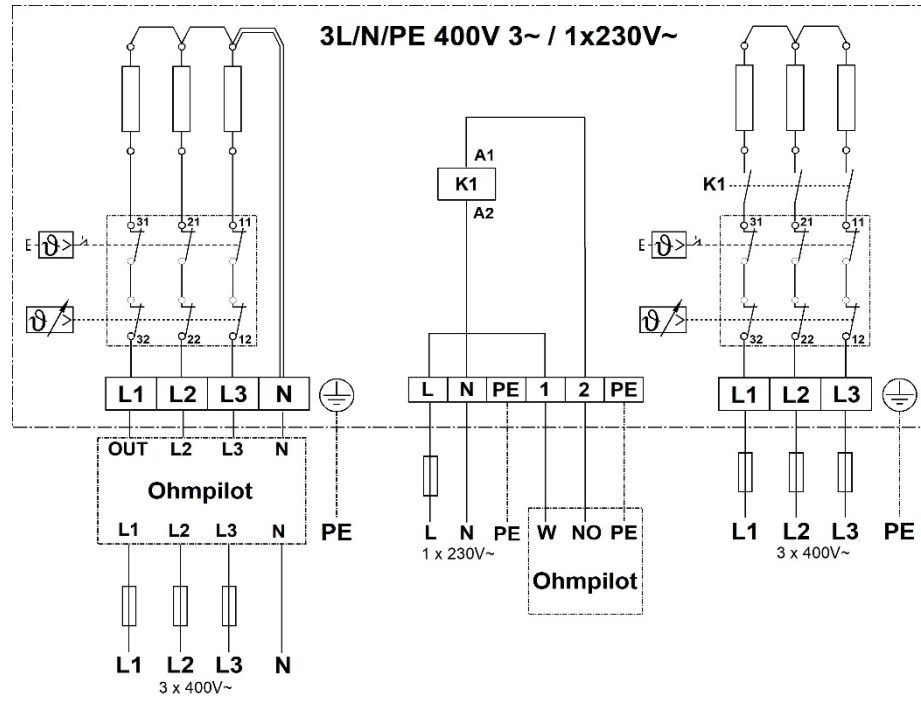 3L/N/PE 400V 3~ / 1x230V~
A1
K1
A2
K1
31 21 11
E ϑ >
ϑ >
32 22 12
31 21 11
E ϑ >
ϑ >
32 22 12
L1 L2 L3 N
L N PE 1 2 PE
L1 L2 L3
OUT L2 L3 N
Ohmpilot
L1 L2 L3 N
PE
L N PE
1 x 230V~
W NO PE
Ohmpilot
L1 L2 L3 PE
3 x 400V~
L1 L2 L3 N
3 x 400V~